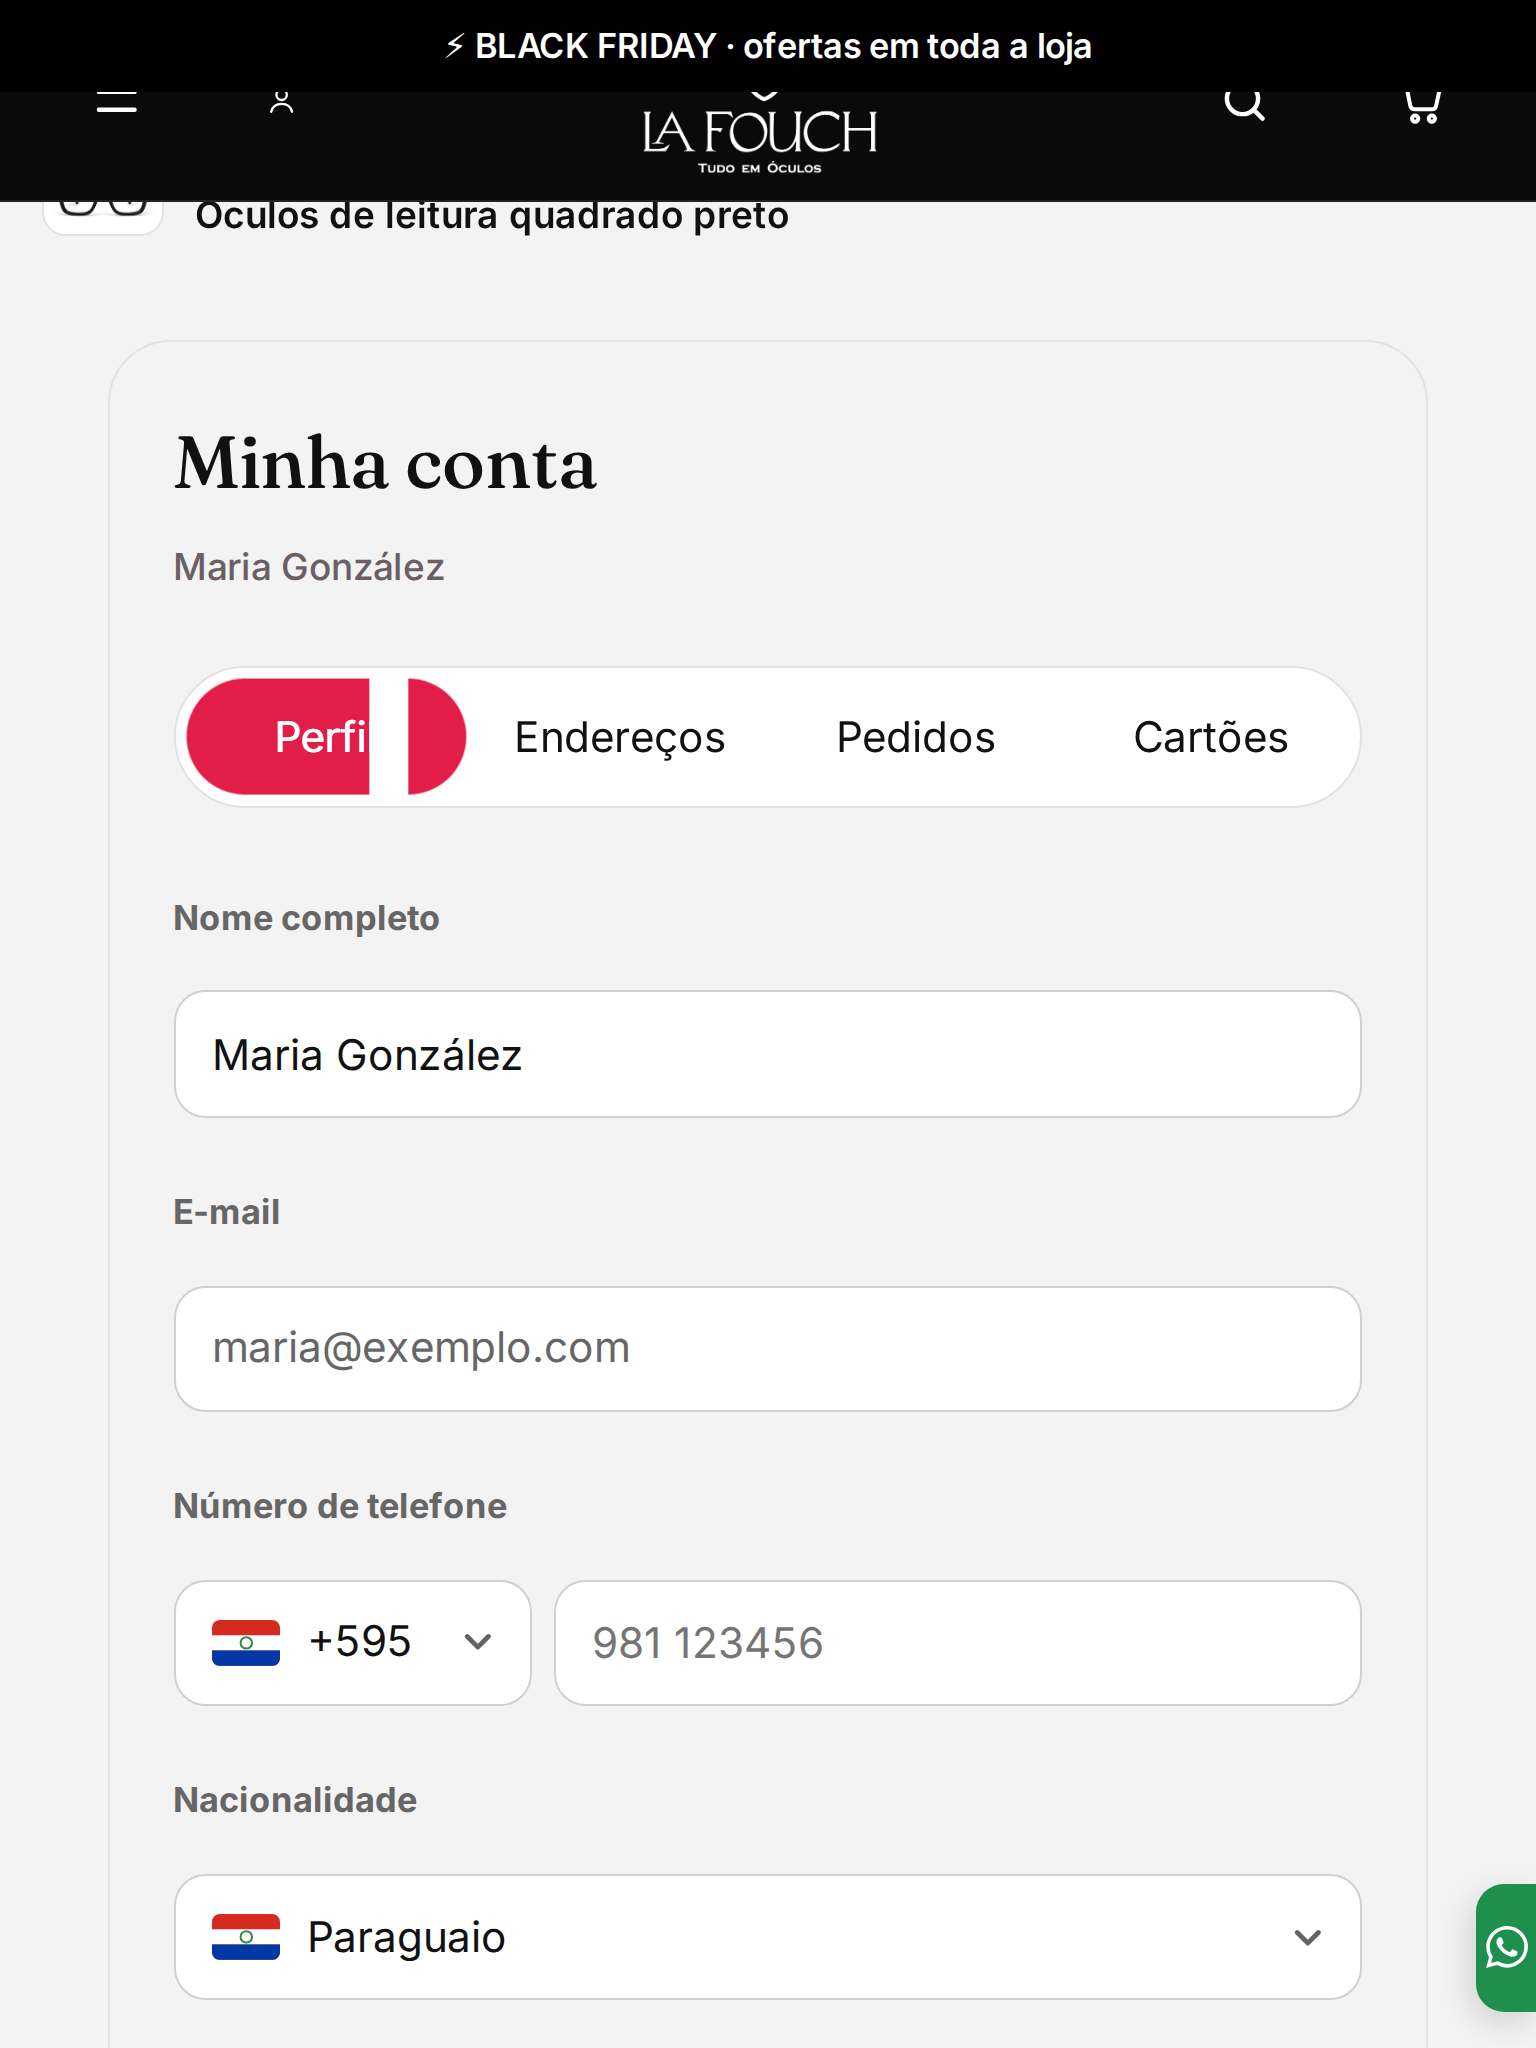 ⚡ BLACK FRIDAY · ofertas em toda a loja
LA FOUCH
TUDO EM ÓCULOS
Óculos de leitura quadrado preto
Minha conta
Maria González
Perfi Endereços Pedidos Cartões
Nome completo
Maria González
E-mail
maria@exemplo.com
Número de telefone
+595 981 123456
Nacionalidade
Paraguaio